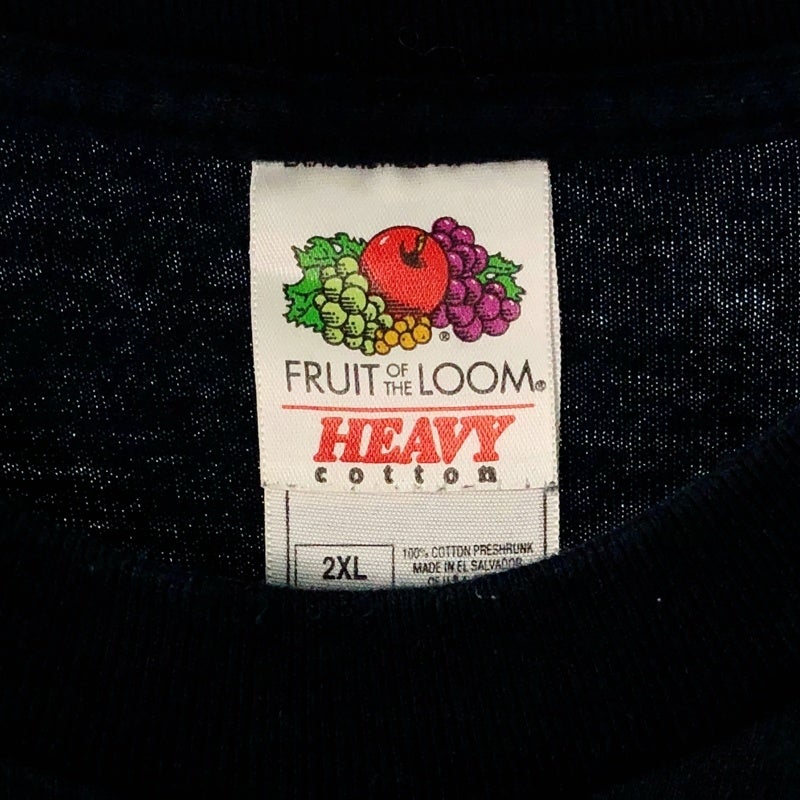 ®
FRUIT OF THE LOOM®
HEAVY
cotton
2XL
100% COTTON PRESHRUNK
MADE IN EL SALVADOR